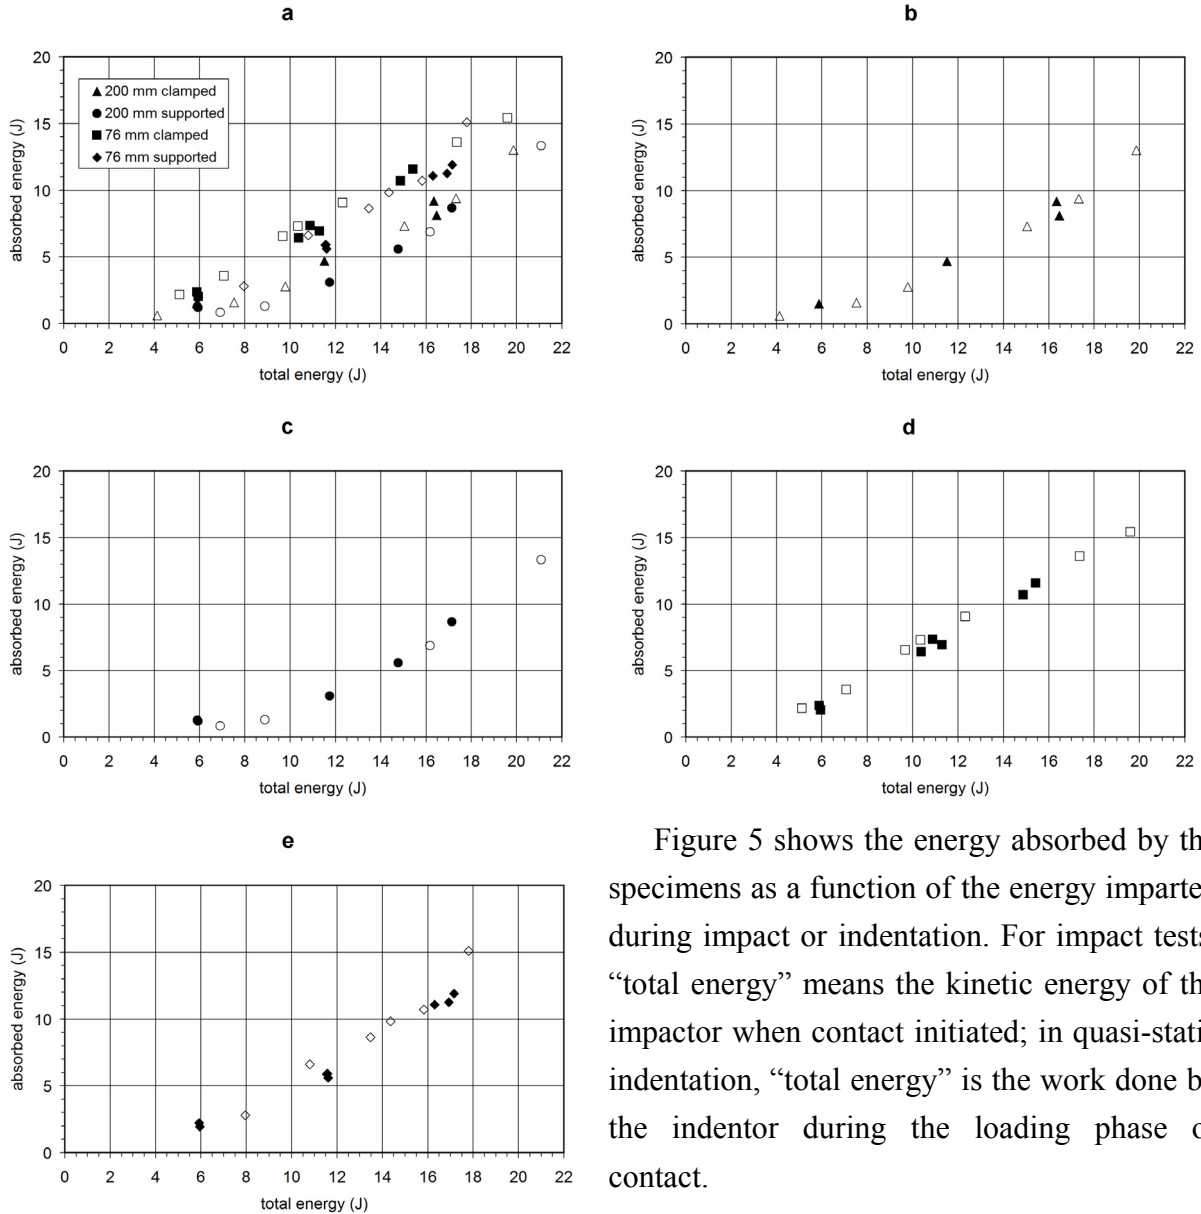 a
20
15
10
5
0
absorbed energy (J)
200 mm clamped
200 mm supported
76 mm clamped
76 mm supported
0 2 4 6 8 10 12 14 16 18 20 22
total energy (J)
b
20
15
10
5
0
absorbed energy (J)
0 2 4 6 8 10 12 14 16 18 20 22
total energy (J)
c
20
15
10
5
0
absorbed energy (J)
0 2 4 6 8 10 12 14 16 18 20 22
total energy (J)
d
20
15
10
5
0
absorbed energy (J)
0 2 4 6 8 10 12 14 16 18 20 22
total energy (J)
e
20
15
10
5
0
absorbed energy (J)
0 2 4 6 8 10 12 14 16 18 20 22
total energy (J)
Figure 5 shows the energy absorbed by th
specimens as a function of the energy imparte
during impact or indentation. For impact tests
“total energy” means the kinetic energy of th
impactor when contact initiated; in quasi-stati
indentation, “total energy” is the work done b
the indentor during the loading phase o
contact.